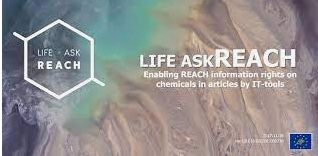 LIFE - ASK
REACH
LIFE ASKREACH
Enabling REACH information rights on
chemicals in articles by IT-tools